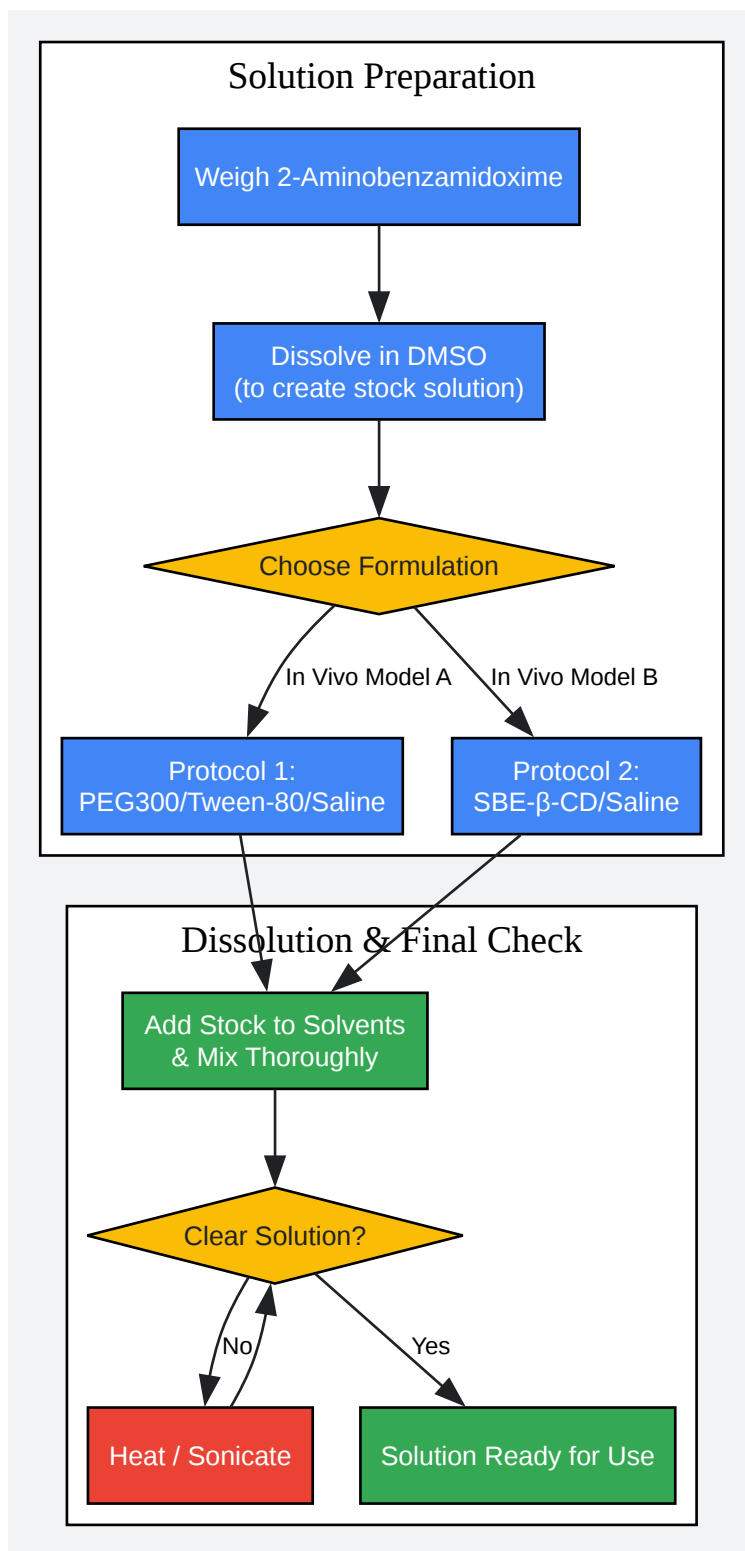 Solution Preparation
Weigh 2-Aminobenzamidoxime
Dissolve in DMSO
(to create stock solution)
Choose Formulation
In Vivo Model A
In Vivo Model B
Protocol 1:
PEG300/Tween-80/Saline
Protocol 2:
SBE-β-CD/Saline
Dissolution & Final Check
Add Stock to Solvents
& Mix Thoroughly
Clear Solution?
No
Yes
Heat / Sonicate
Solution Ready for Use